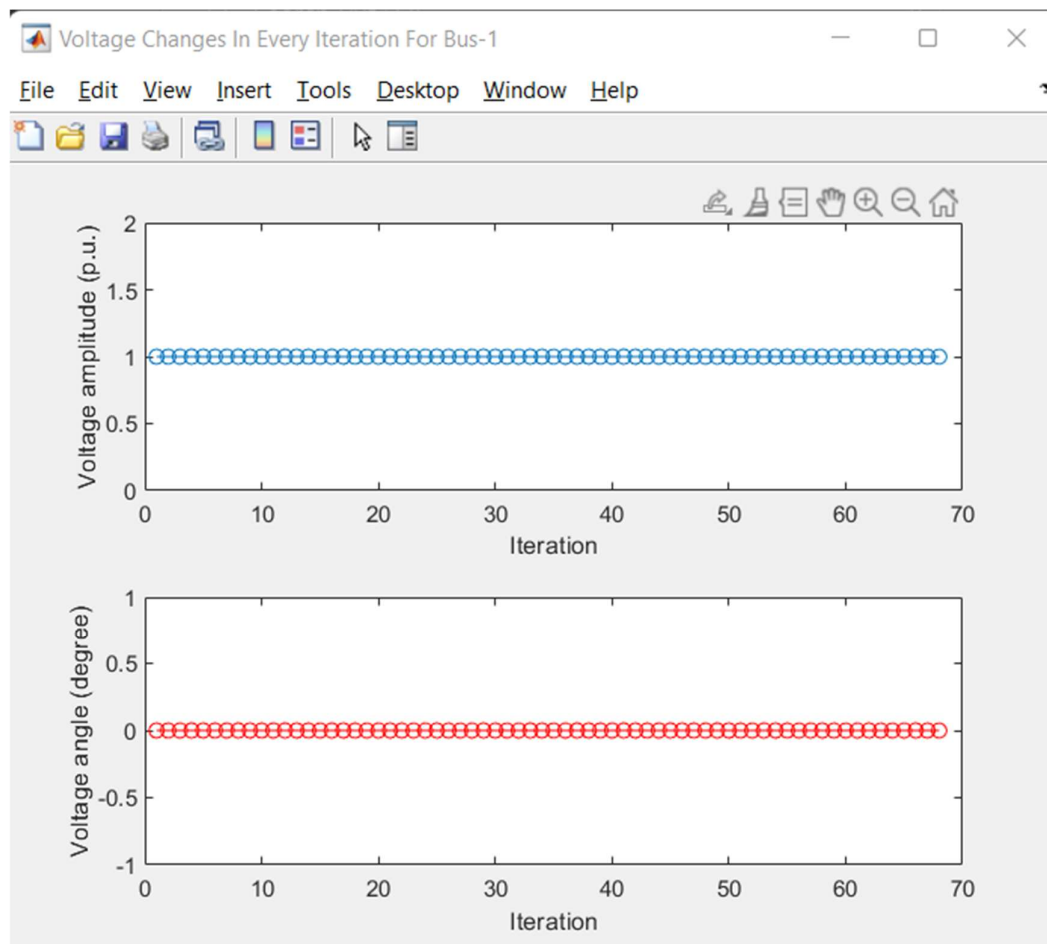 Voltage Changes In Every Iteration For Bus-1
File Edit View Insert Tools Desktop Window Help
Voltage amplitude (p.u.)
2
1.5
1
0.5
0
0 10 20 30 40 50 60 70
Iteration
Voltage angle (degree)
1
0.5
0
-0.5
-1
0 10 20 30 40 50 60 70
Iteration